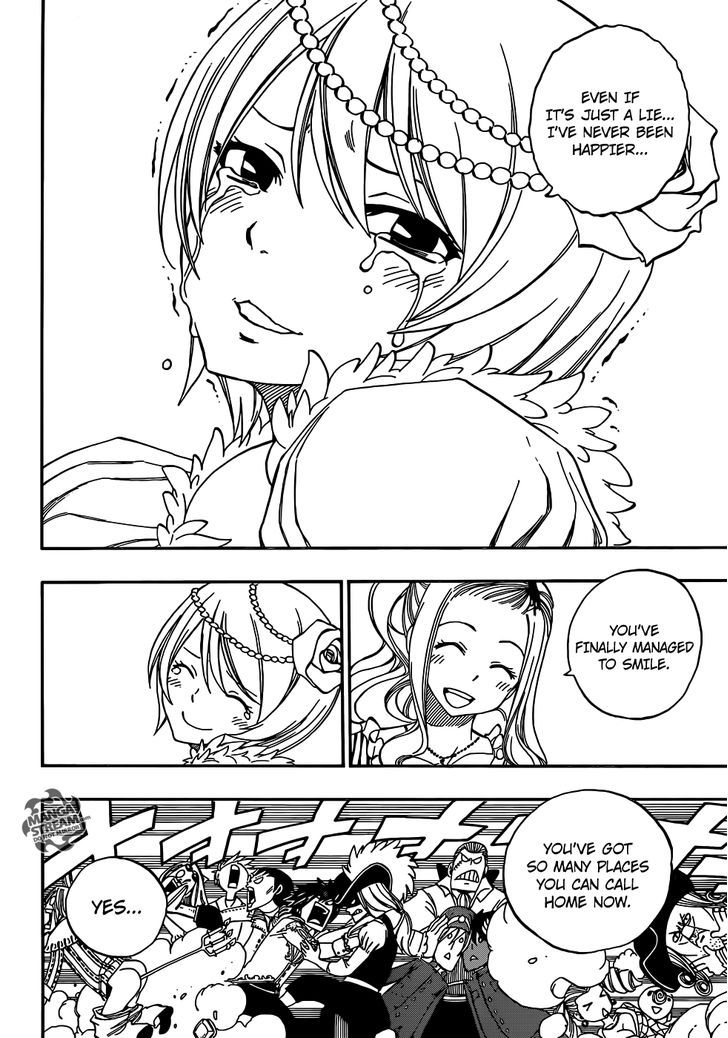 EVEN IF
IT'S JUST A LIE...
I'VE NEVER BEEN
HAPPIER...
YOU'VE
FINALLY MANAGED
TO SMILE.
YOU'VE GOT
SO MANY PLACES
YOU CAN CALL
HOME NOW.
YES...
MANGA
STREAM.com